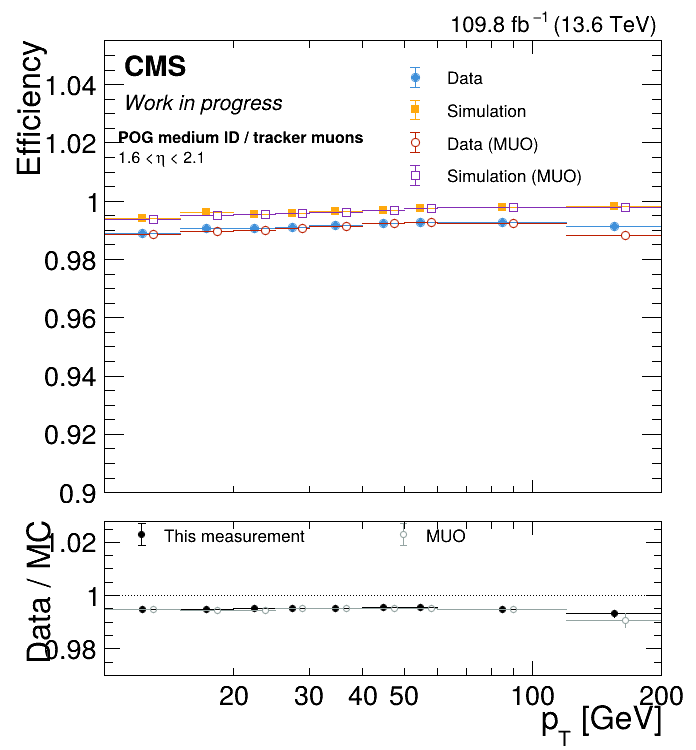 109.8 fb⁻¹ (13.6 TeV)
CMS
Work in progress
POG medium ID / tracker muons
1.6 < η < 2.1
Data
Simulation
Data (MUO)
Simulation (MUO)
Efficiency
1.04
1.02
1
0.98
0.96
0.94
0.92
0.9
This measurement
MUO
Data / MC
1.02
1
0.98
20 30 40 50 100 200
p_T [GeV]